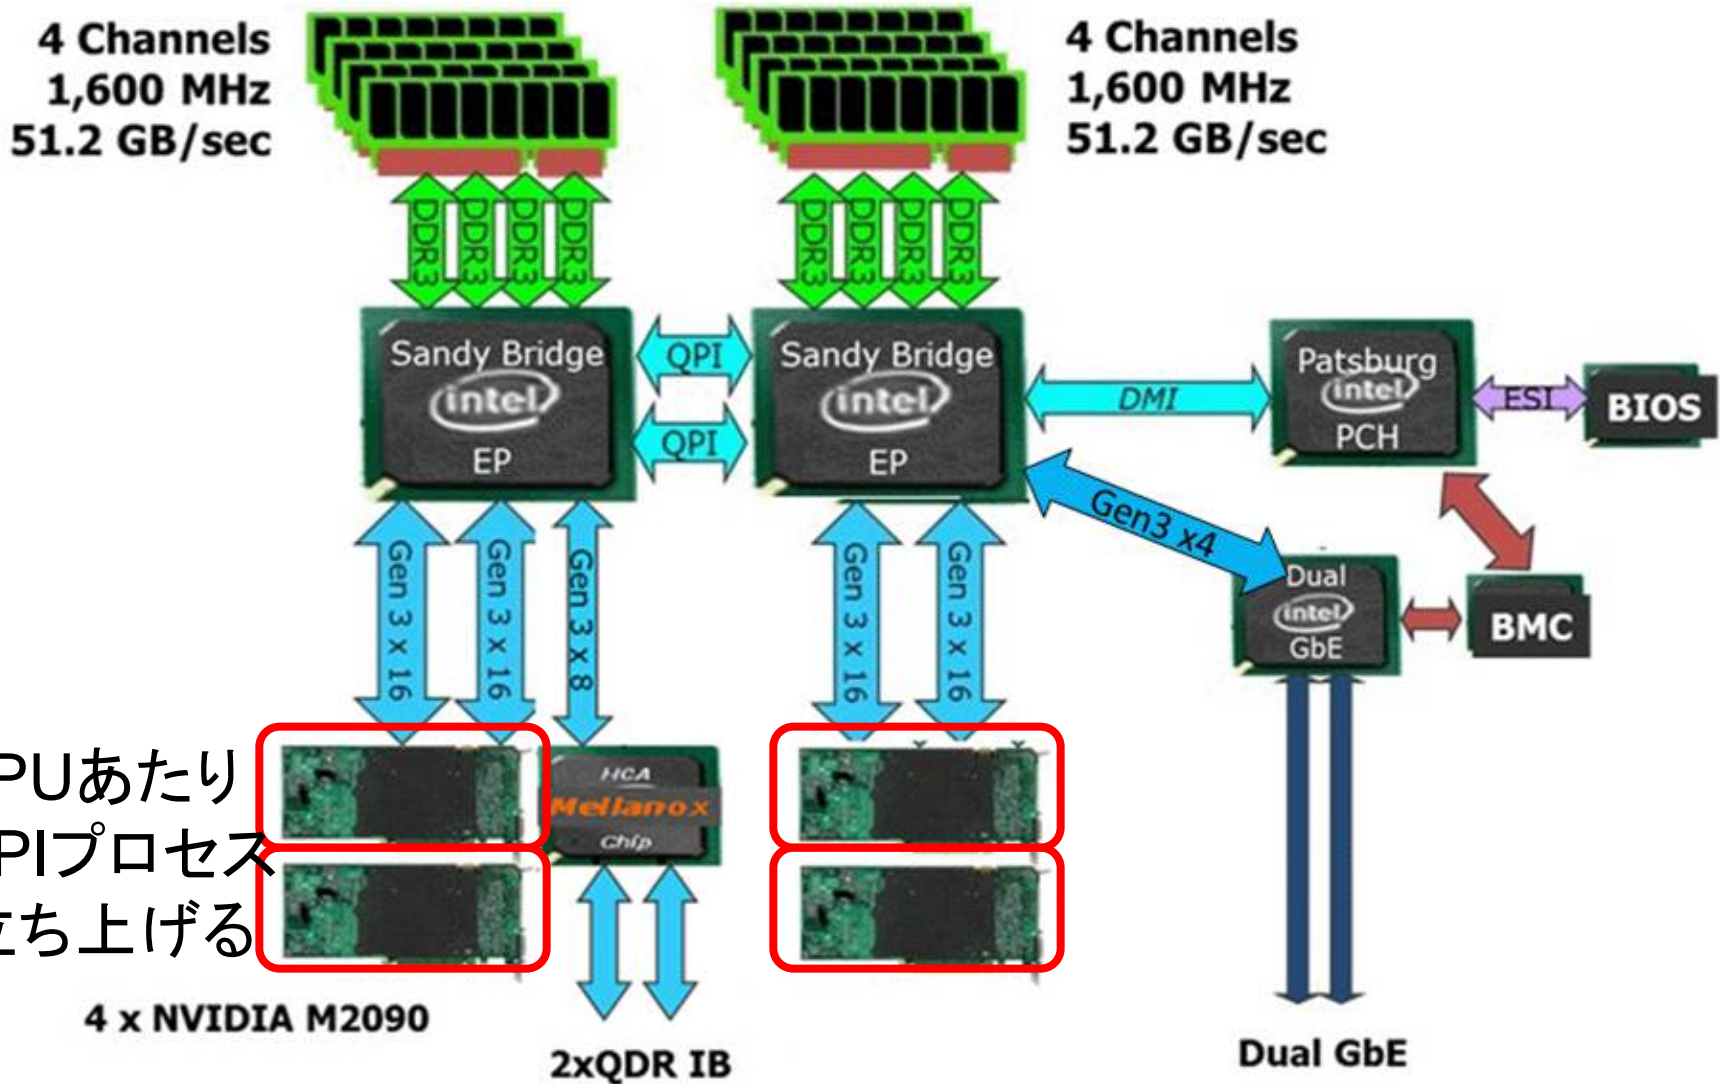 4 Channels
1,600 MHz
51.2 GB/sec
4 Channels
1,600 MHz
51.2 GB/sec
DDR3
DDR3
DDR3
DDR3
DDR3
DDR3
DDR3
DDR3
Sandy Bridge
intel
EP
QPI
QPI
Sandy Bridge
intel
EP
DMI
Patsburg
intel
PCH
ESI
BIOS
Gen 3 x 16
Gen 3 x 16
Gen 3 x 8
Gen 3 x 16
Gen 3 x 16
Gen3 x4
Dual
intel
GbE
BMC
PUあたり
PIプロセス
立ち上げる
HCA
Mellanox
Chip
4 x NVIDIA M2090
2xQDR IB
Dual GbE